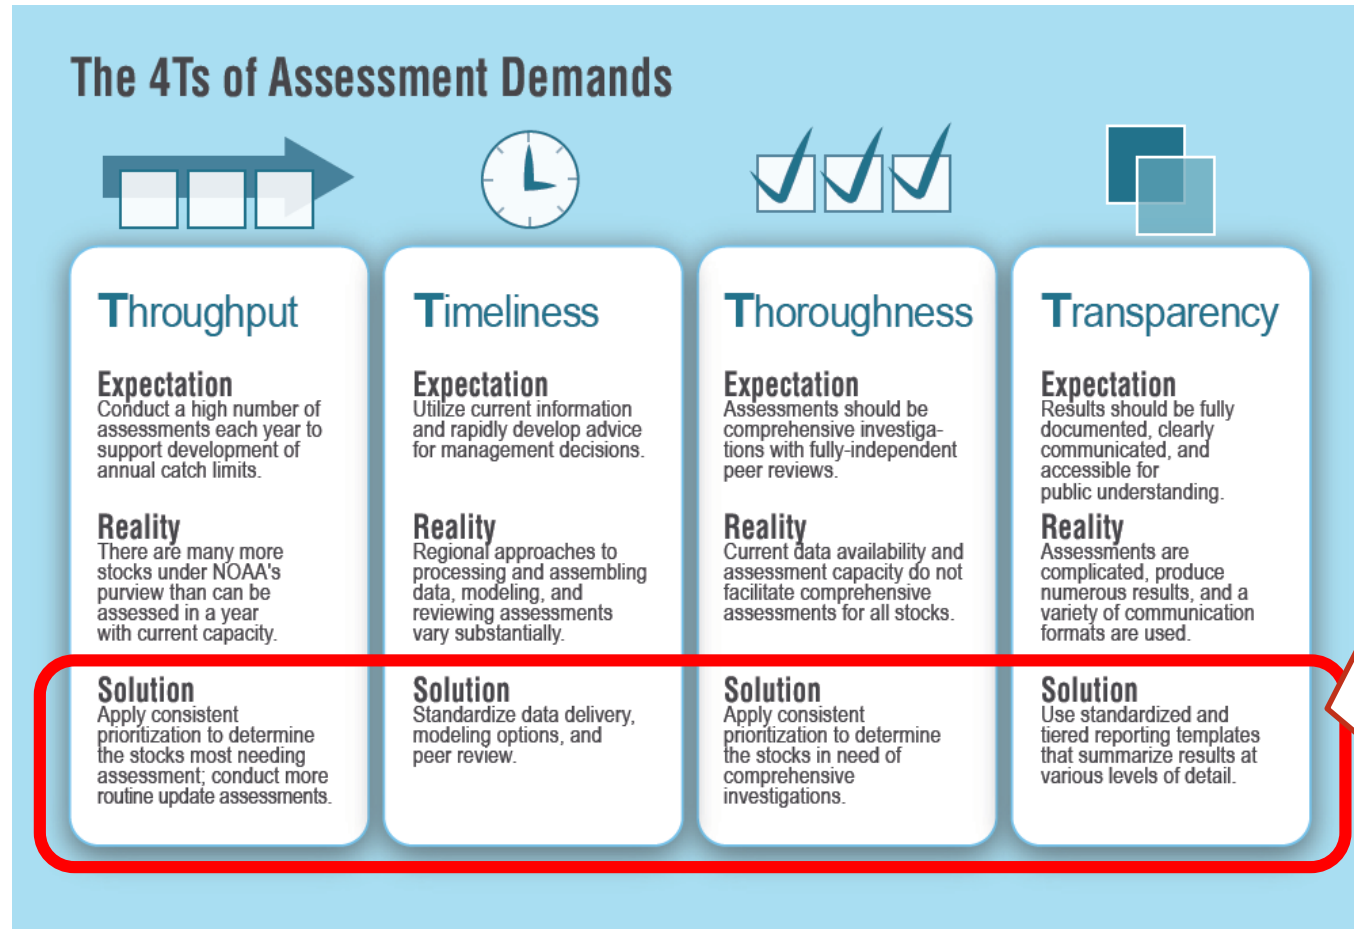 The 4Ts of Assessment Demands
Throughput
Expectation
Conduct a high number of
assessments each year to
support development of
annual catch limits.
Reality
There are many more
stocks under NOAA's
purview than can be
assessed in a year
with current capacity.
Solution
Apply consistent
prioritization to determine
the stocks most needing
assessment; conduct more
routine update assessments.
Timeliness
Expectation
Utilize current information
and rapidly develop advice
for management decisions.
Reality
Regional approaches to
processing and assembling
data, modeling, and
reviewing assessments
vary substantially.
Solution
Standardize data delivery,
modeling options, and
peer review.
Thoroughness
Expectation
Assessments should be
comprehensive investiga-
tions with fully-independent
peer reviews.
Reality
Current data availability and
assessment capacity do not
facilitate comprehensive
assessments for all stocks.
Solution
Apply consistent
prioritization to determine
the stocks in need of
comprehensive
investigations.
Transparency
Expectation
Results should be fully
documented, clearly
communicated, and
accessible for
public understanding.
Reality
Assessments are
complicated, produce
numerous results, and a
variety of communication
formats are used.
Solution
Use standardized and
tiered reporting templates
that summarize results at
various levels of detail.